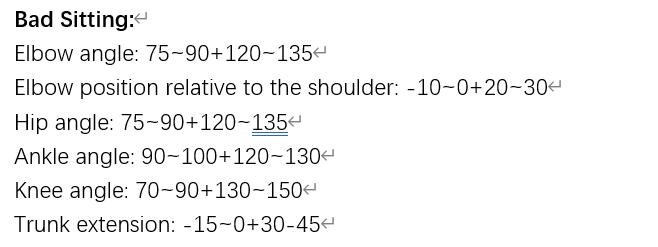 Bad Sitting:
Elbow angle: 75~90+120~135
Elbow position relative to the shoulder: -10~0+20~30
Hip angle: 75~90+120~135
Ankle angle: 90~100+120~130
Knee angle: 70~90+130~150
Trunk extension: -15~0+30-45